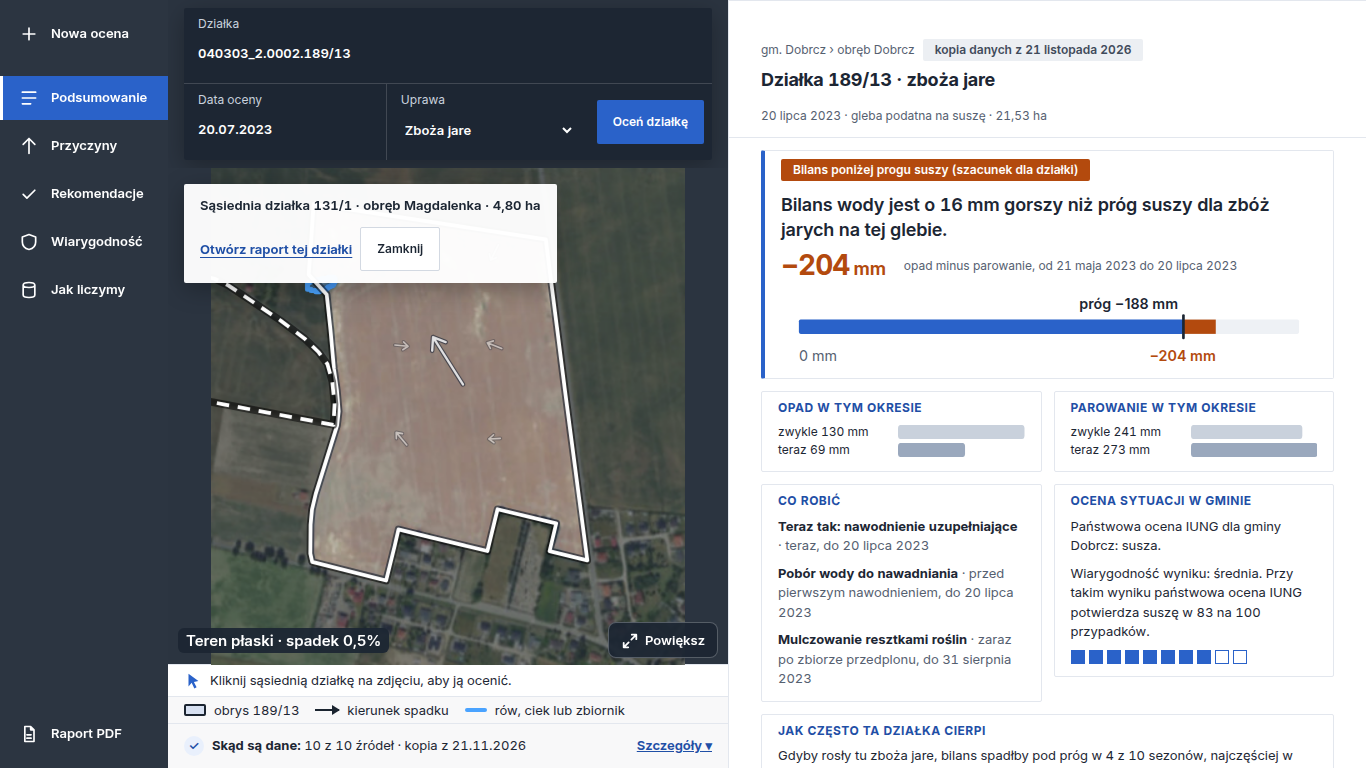 Nowa ocena
Podsumowanie
Przyczyny
Rekomendacje
Wiarygodność
Jak liczymy
Raport PDF
Działka
040303_2.0002.189/13
Data oceny
20.07.2023
Uprawa
Zboża jare
Oceń działkę
Sąsiednia działka 131/1 · obręb Magdalenka · 4,80 ha
Otwórz raport tej działki
Zamknij
Teren płaski · spadek 0,5%
Powiększ
Kliknij sąsiednią działkę na zdjęciu, aby ją ocenić.
obrys 189/13
kierunek spadku
rów, ciek lub zbiornik
Skąd są dane: 10 z 10 źródeł · kopia z 21.11.2026
Szczegóły ▾
gm. Dobrcz › obręb Dobrcz
kopia danych z 21 listopada 2026
Działka 189/13 · zboża jare
20 lipca 2023 · gleba podatna na suszę · 21,53 ha
Bilans poniżej progu suszy (szacunek dla działki)
Bilans wody jest o 16 mm gorszy niż próg suszy dla zbóż
jarych na tej glebie.
−204 mm
opad minus parowanie, od 21 maja 2023 do 20 lipca 2023
próg −188 mm
0 mm
−204 mm
OPAD W TYM OKRESIE
zwykle 130 mm
teraz 69 mm
PAROWANIE W TYM OKRESIE
zwykle 241 mm
teraz 273 mm
CO ROBIĆ
Teraz tak: nawodnienie uzupełniające
· teraz, do 20 lipca 2023
Pobór wody do nawadniania · przed
pierwszym nawodnieniem, do 20 lipca
2023
Mulczowanie resztkami roślin · zaraz
po zbiorze przedplonu, do 31 sierpnia
2023
OCENA SYTUACJI W GMINIE
Państwowa ocena IUNG dla gminy
Dobrcz: susza.
Wiarygodność wyniku: średnia. Przy
takim wyniku państwowa ocena IUNG
potwierdza suszę w 83 na 100
przypadków.
JAK CZĘSTO TA DZIAŁKA CIERPI
Gdyby rosły tu zboża jare, bilans spadłby pod próg w 4 z 10 sezonów, najczęściej w